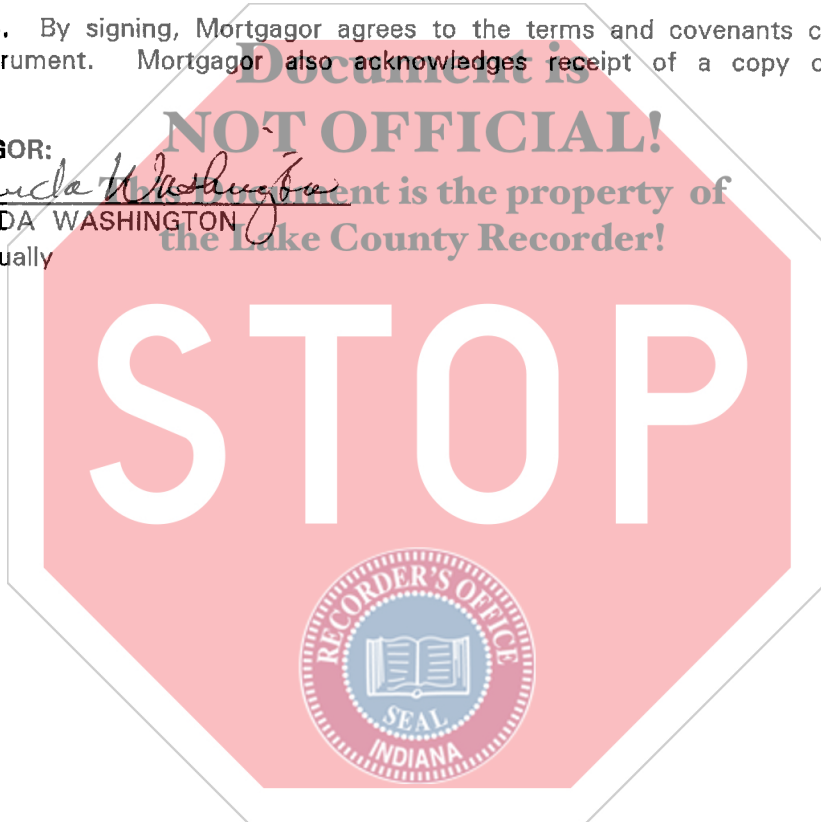 . By signing, Mortgagor agrees to the terms and covenants c
rument. Mortgagor also acknowledges receipt of a copy o
Document is
NOT OFFICIAL!
GOR:
Washington
This Document is the property of
DA WASHINGTON
the Lake County Recorder!
ually
STOP
RECORDER'S OFFICE
SEAL
INDIANA